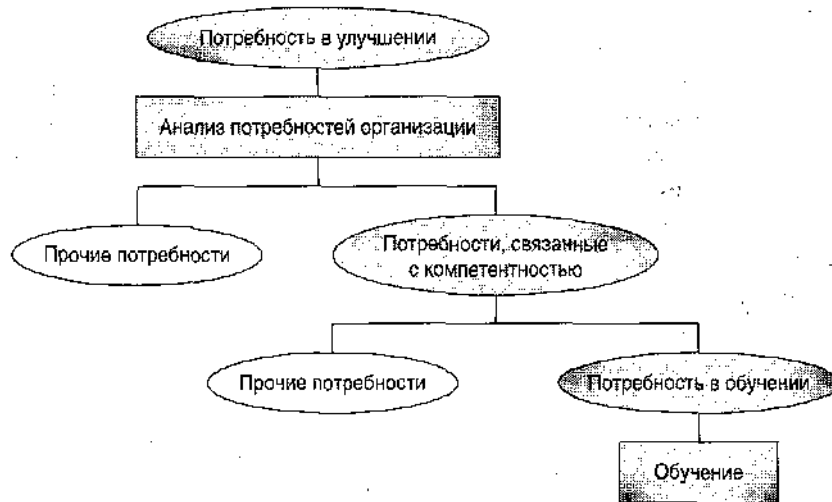 Потребность в улучшении
Анализ потребностей организации
Прочие потребности
Потребности, связанные
с компетентностью
Прочие потребности
Потребность в обучении
Обучение